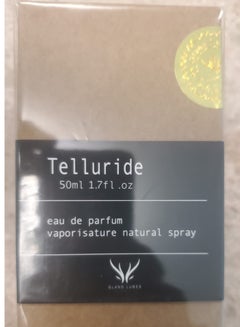 Telluride
50ml 1.7fl.oz
eau de parfum
vaporisature natural spray